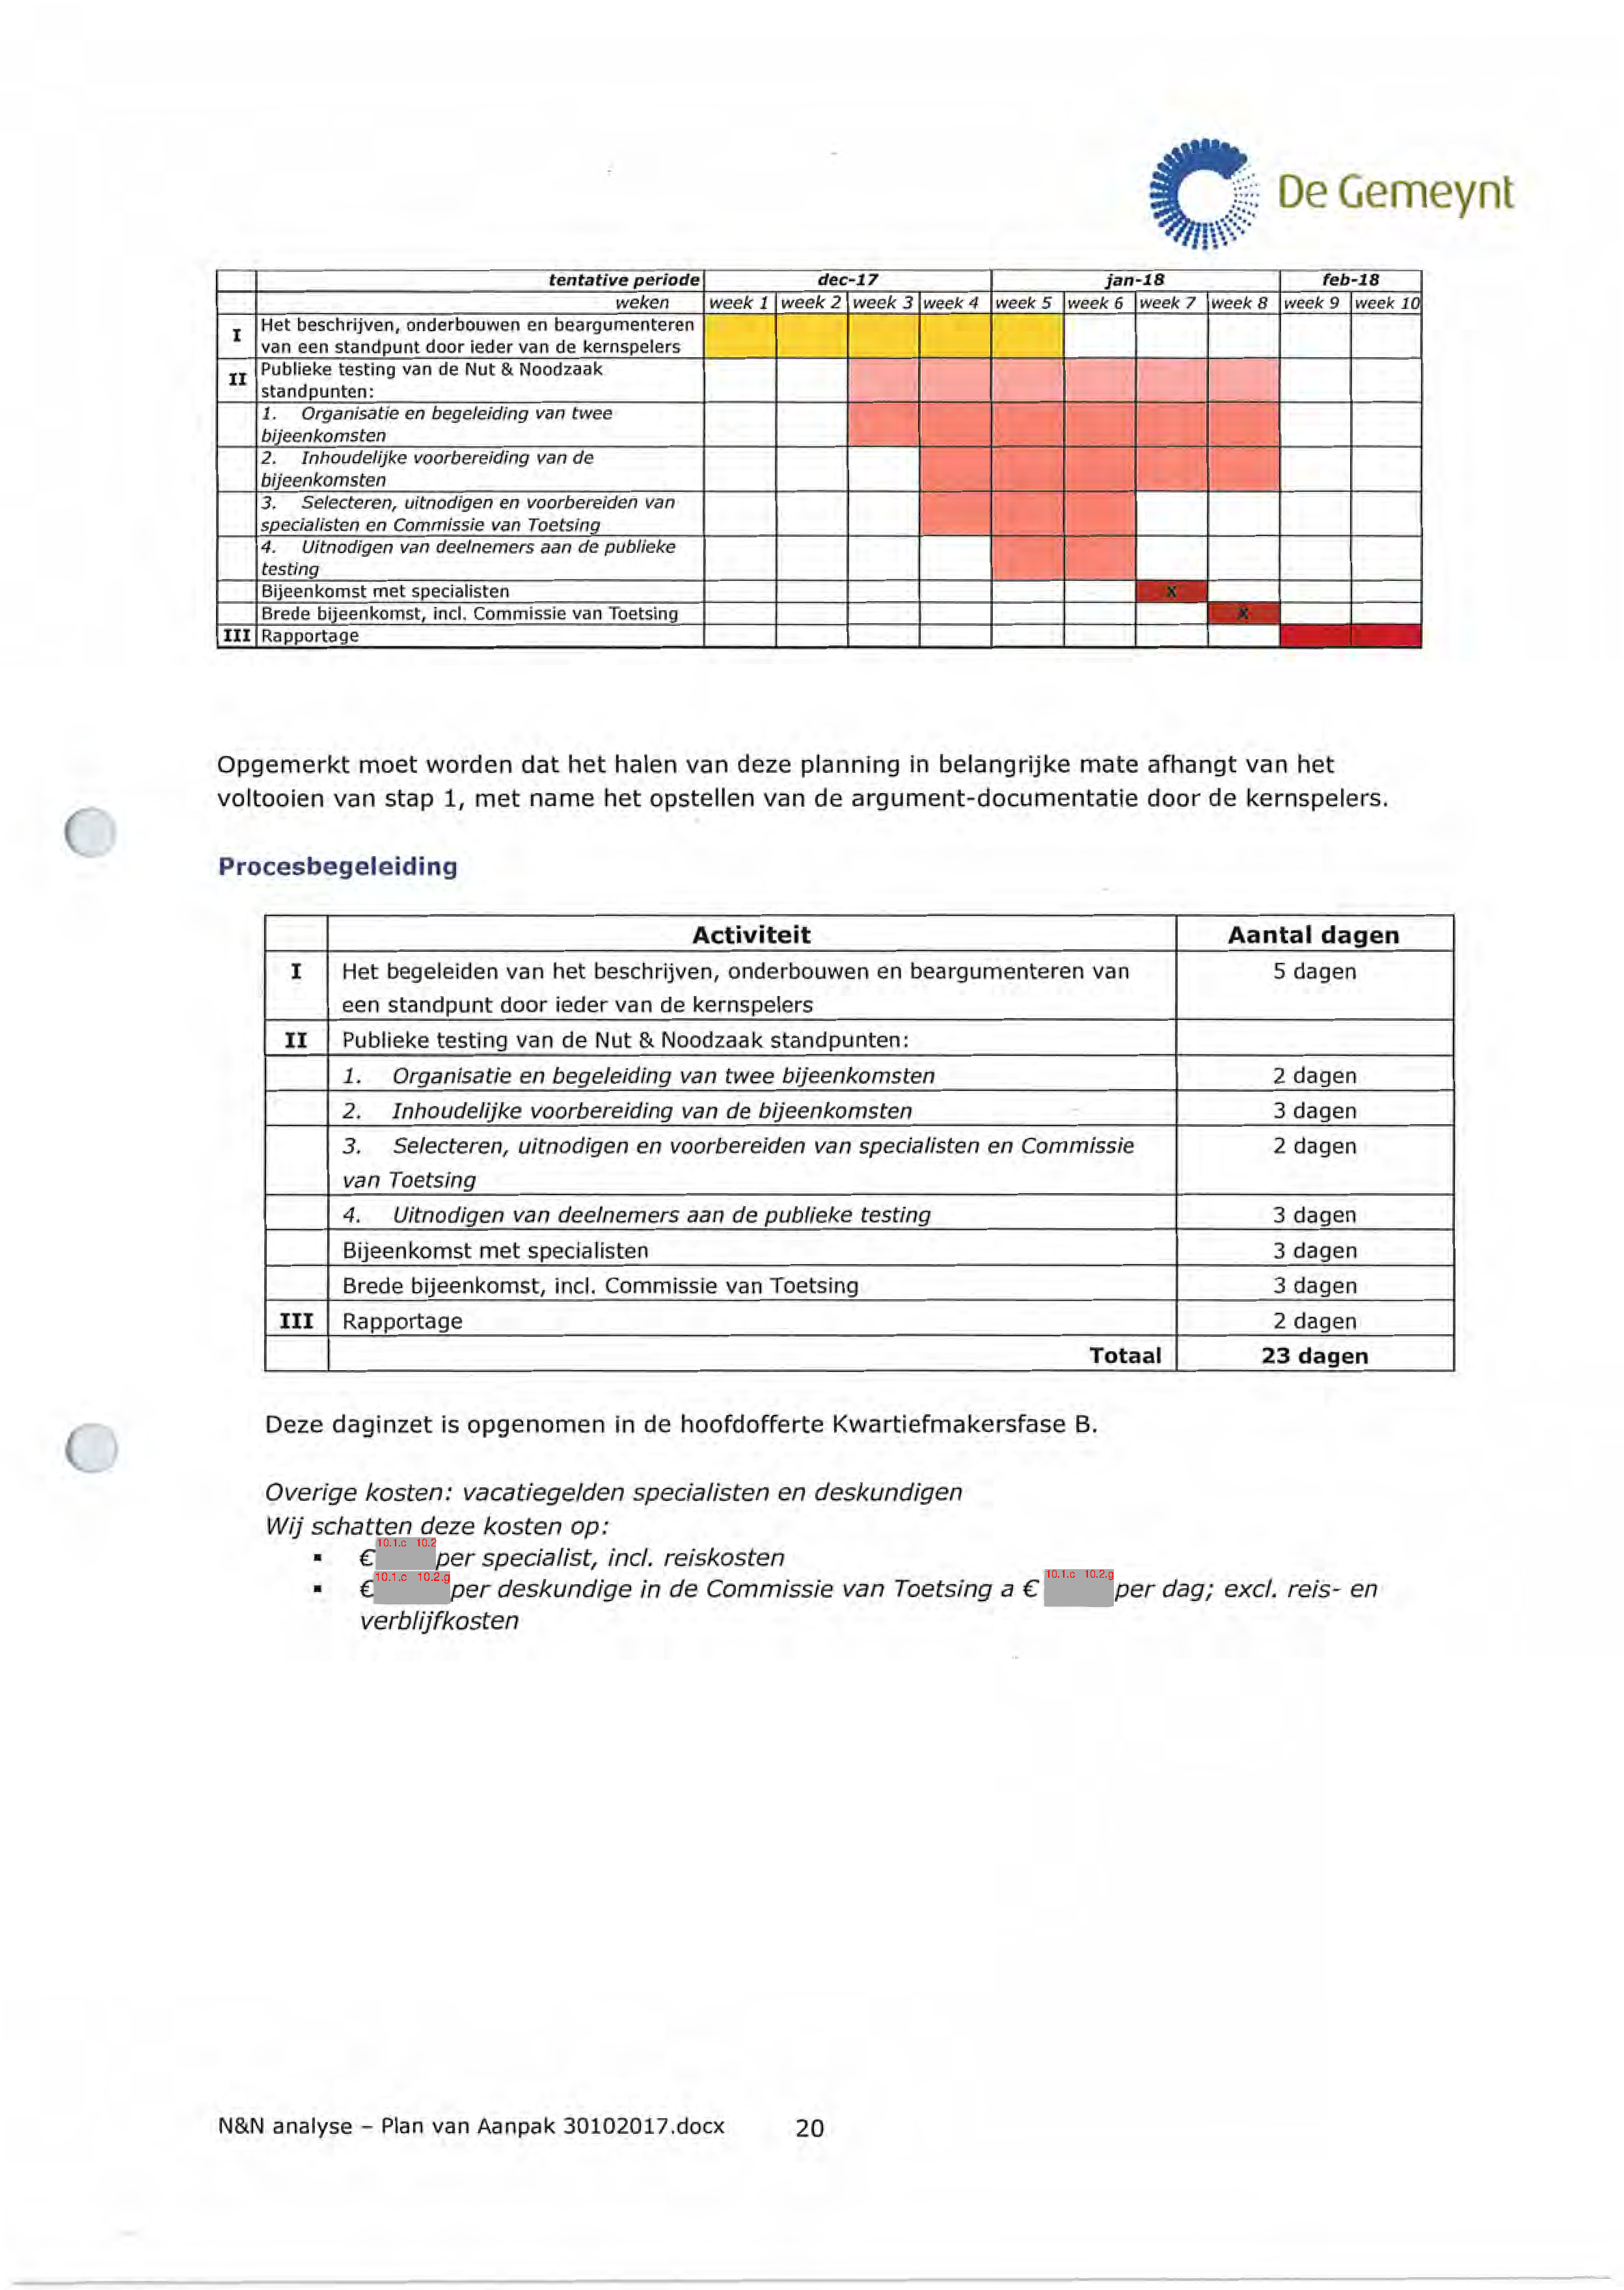 De Gemeynt
tentative periode dec-17 jan-18 feb-18
weken week 1 week 2 week 3 week 4 week 5 week 6 week 7 week 8 week 9 week 10
I Het beschrijven, onderbouwen en beargumenteren
van een standpunt door ieder van de kernspelers
II Publieke testing van de Nut & Noodzaak
standpunten:
1. Organisatie en begeleiding van twee
bijeenkomsten
2. Inhoudelijke voorbereiding van de
bijeenkomsten
3. Selecteren, uitnodigen en voorbereiden van
specialisten en Commissie van Toetsing
4. Uitnodigen van deelnemers aan de publieke
testing
Bijeenkomst met specialisten x
Brede bijeenkomst, incl. Commissie van Toetsing x
III Rapportage
Opgemerkt moet worden dat het halen van deze planning in belangrijke mate afhangt van het
voltooien van stap 1, met name het opstellen van de argument-documentatie door de kernspelers.
Procesbegeleiding
Activiteit Aantal dagen
I Het begeleiden van het beschrijven, onderbouwen en beargumenteren van 5 dagen
een standpunt door ieder van de kernspelers
II Publieke testing van de Nut & Noodzaak standpunten:
1. Organisatie en begeleiding van twee bijeenkomsten 2 dagen
2. Inhoudelijke voorbereiding van de bijeenkomsten 3 dagen
3. Selecteren, uitnodigen en voorbereiden van specialisten en Commissie 2 dagen
van Toetsing
4. Uitnodigen van deelnemers aan de publieke testing 3 dagen
Bijeenkomst met specialisten 3 dagen
Brede bijeenkomst, incl. Commissie van Toetsing 3 dagen
III Rapportage 2 dagen
Totaal 23 dagen
Deze daginzet is opgenomen in de hoofdofferte Kwartiefmakersfase B.
Overige kosten: vacatiegelden specialisten en deskundigen
Wij schatten deze kosten op:
▪ € 10.1.c 10.2 per specialist, incl. reiskosten
▪ € 10.1.c 10.2.g per deskundige in de Commissie van Toetsing a € 10.1.c 10.2.g per dag; excl. reis- en
verblijfkosten
N&N analyse – Plan van Aanpak 30102017.docx 20